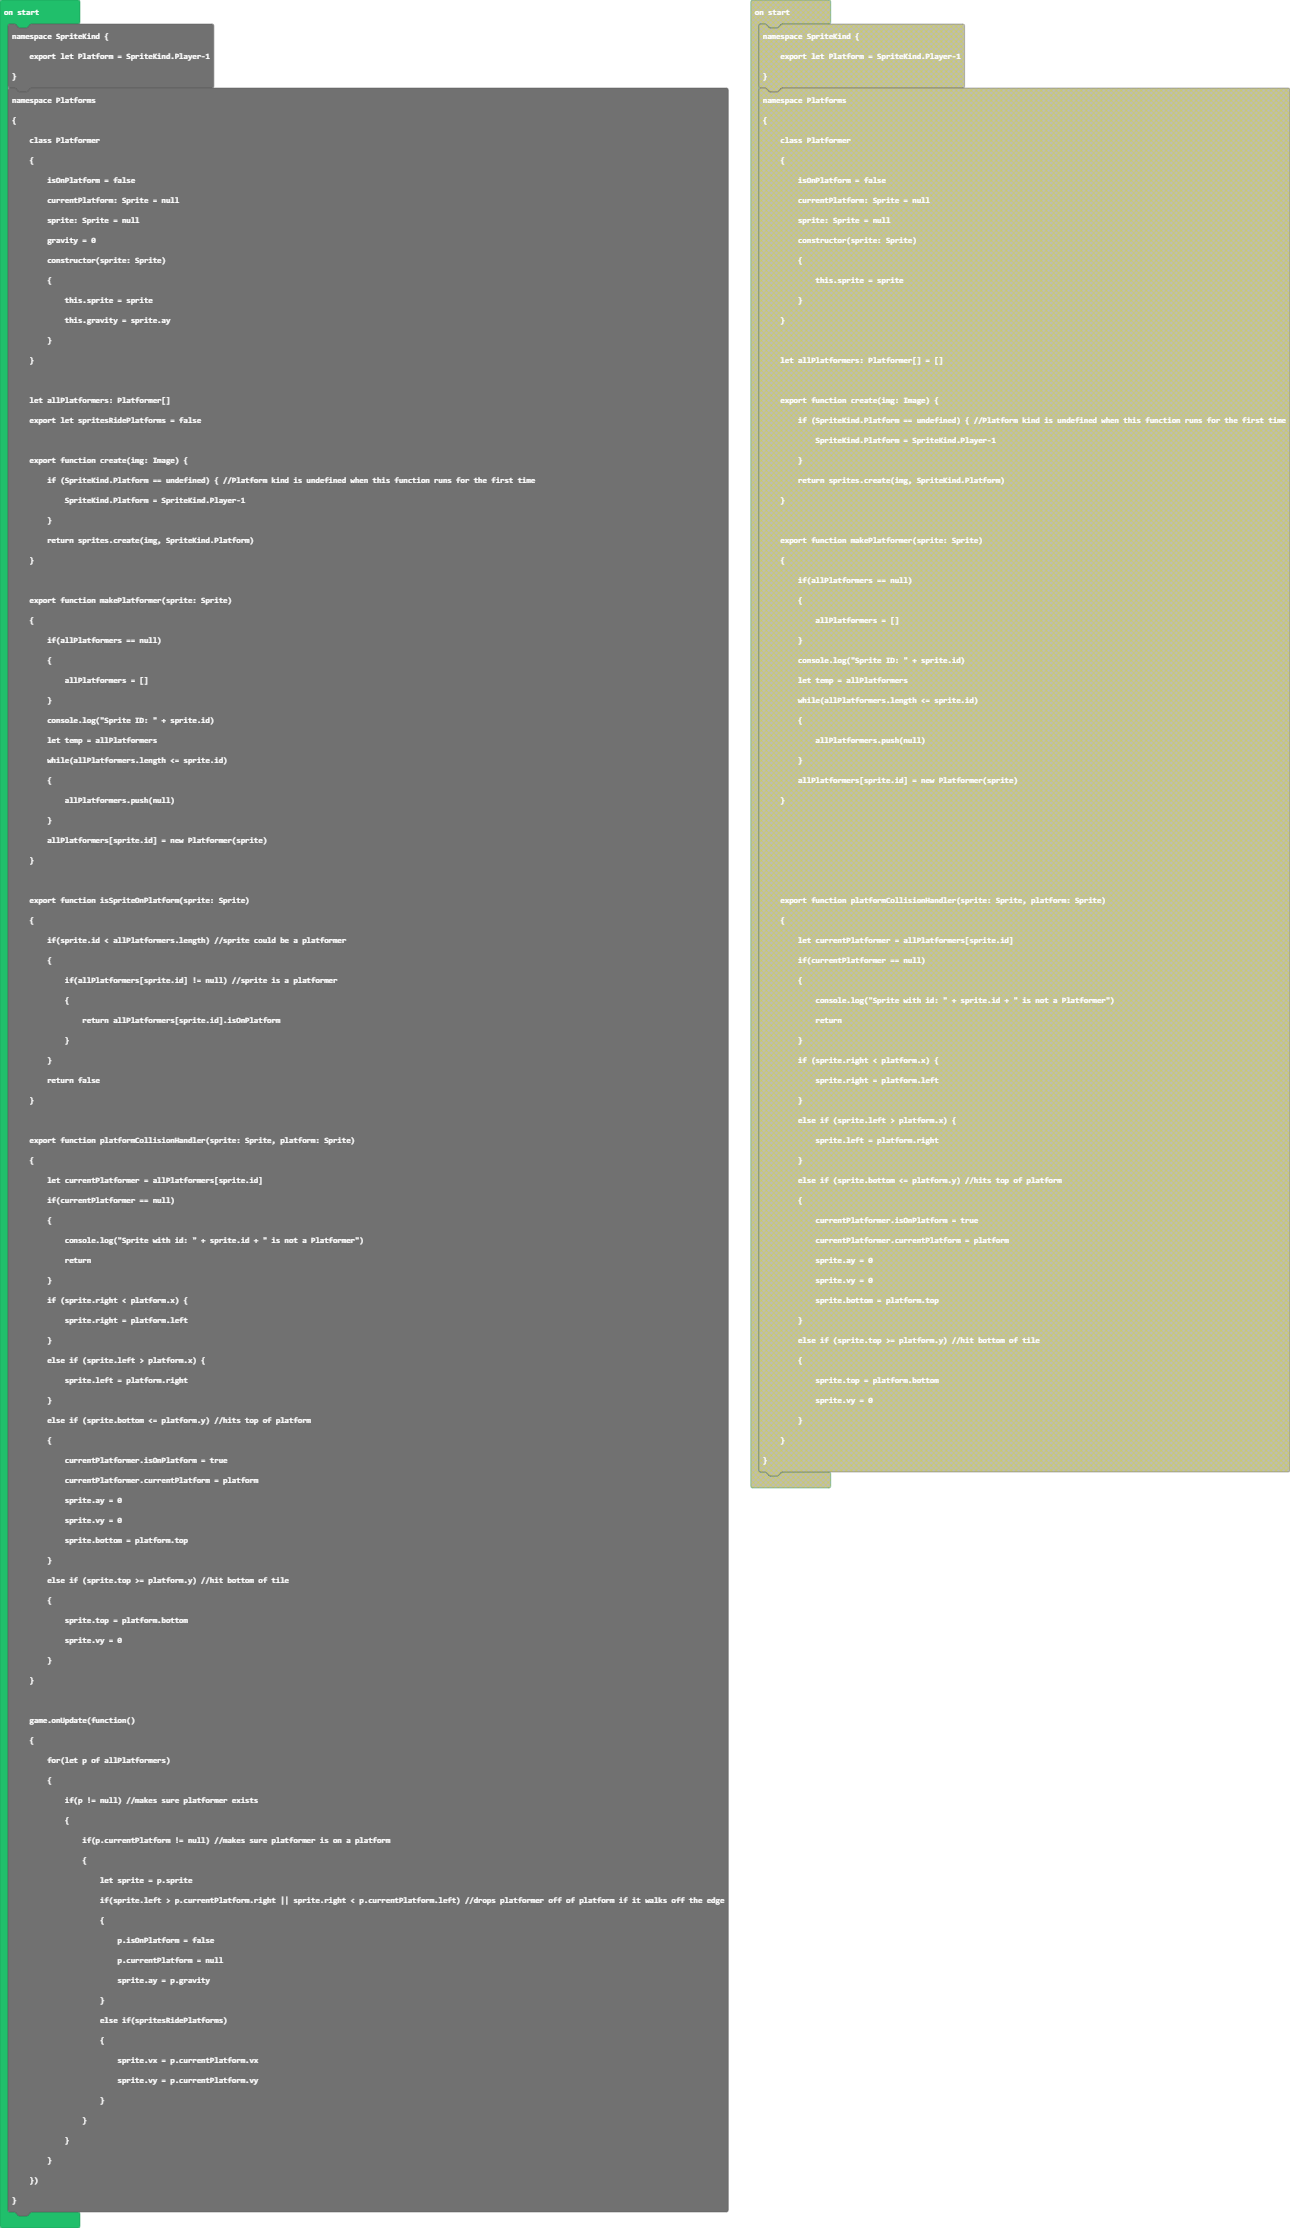 on start
namespace SpriteKind {
export let Platform = SpriteKind.Player-1
}
namespace Platforms
{
class Platformer
{
isOnPlatform = false
currentPlatform: Sprite = null
sprite: Sprite = null
gravity = 0
constructor(sprite: Sprite)
{
this.sprite = sprite
this.gravity = sprite.ay
}
}
let allPlatformers: Platformer[]
export let spritesRidePlatforms = false
export function create(img: Image) {
if (SpriteKind.Platform == undefined) { //Platform kind is undefined when this function runs for the first time
SpriteKind.Platform = SpriteKind.Player-1
}
return sprites.create(img, SpriteKind.Platform)
}
export function makePlatformer(sprite: Sprite)
{
if(allPlatformers == null)
{
allPlatformers = []
}
console.log("Sprite ID: " + sprite.id)
let temp = allPlatformers
while(allPlatformers.length <= sprite.id)
{
allPlatformers.push(null)
}
allPlatformers[sprite.id] = new Platformer(sprite)
}
export function isSpriteOnPlatform(sprite: Sprite)
{
if(sprite.id < allPlatformers.length) //sprite could be a platformer
{
if(allPlatformers[sprite.id] != null) //sprite is a platformer
{
return allPlatformers[sprite.id].isOnPlatform
}
}
return false
}
export function platformCollisionHandler(sprite: Sprite, platform: Sprite)
{
let currentPlatformer = allPlatformers[sprite.id]
if(currentPlatformer == null)
{
console.log("Sprite with id: " + sprite.id + " is not a Platformer")
return
}
if (sprite.right < platform.x) {
sprite.right = platform.left
}
else if (sprite.left > platform.x) {
sprite.left = platform.right
}
else if (sprite.bottom <= platform.y) //hits top of platform
{
currentPlatformer.isOnPlatform = true
currentPlatformer.currentPlatform = platform
sprite.ay = 0
sprite.vy = 0
sprite.bottom = platform.top
}
else if (sprite.top >= platform.y) //hit bottom of tile
{
sprite.top = platform.bottom
sprite.vy = 0
}
}
game.onUpdate(function()
{
for(let p of allPlatformers)
{
if(p != null) //makes sure platformer exists
{
if(p.currentPlatform != null) //makes sure platformer is on a platform
{
let sprite = p.sprite
if(sprite.left > p.currentPlatform.right || sprite.right < p.currentPlatform.left) //drops platformer off of platform if it walks off the edge
{
p.isOnPlatform = false
p.currentPlatform = null
sprite.ay = p.gravity
}
else if(spritesRidePlatforms)
{
sprite.vx = p.currentPlatform.vx
sprite.vy = p.currentPlatform.vy
}
}
}
}
})
}
on start
namespace SpriteKind {
export let Platform = SpriteKind.Player-1
}
namespace Platforms
{
class Platformer
{
isOnPlatform = false
currentPlatform: Sprite = null
sprite: Sprite = null
constructor(sprite: Sprite)
{
this.sprite = sprite
}
}
let allPlatformers: Platformer[] = []
export function create(img: Image) {
if (SpriteKind.Platform == undefined) { //Platform kind is undefined when this function runs for the first time
SpriteKind.Platform = SpriteKind.Player-1
}
return sprites.create(img, SpriteKind.Platform)
}
export function makePlatformer(sprite: Sprite)
{
if(allPlatformers == null)
{
allPlatformers = []
}
console.log("Sprite ID: " + sprite.id)
let temp = allPlatformers
while(allPlatformers.length <= sprite.id)
{
allPlatformers.push(null)
}
allPlatformers[sprite.id] = new Platformer(sprite)
}
export function platformCollisionHandler(sprite: Sprite, platform: Sprite)
{
let currentPlatformer = allPlatformers[sprite.id]
if(currentPlatformer == null)
{
console.log("Sprite with id: " + sprite.id + " is not a Platformer")
return
}
if (sprite.right < platform.x) {
sprite.right = platform.left
}
else if (sprite.left > platform.x) {
sprite.left = platform.right
}
else if (sprite.bottom <= platform.y) //hits top of platform
{
currentPlatformer.isOnPlatform = true
currentPlatformer.currentPlatform = platform
sprite.ay = 0
sprite.vy = 0
sprite.bottom = platform.top
}
else if (sprite.top >= platform.y) //hit bottom of tile
{
sprite.top = platform.bottom
sprite.vy = 0
}
}
}